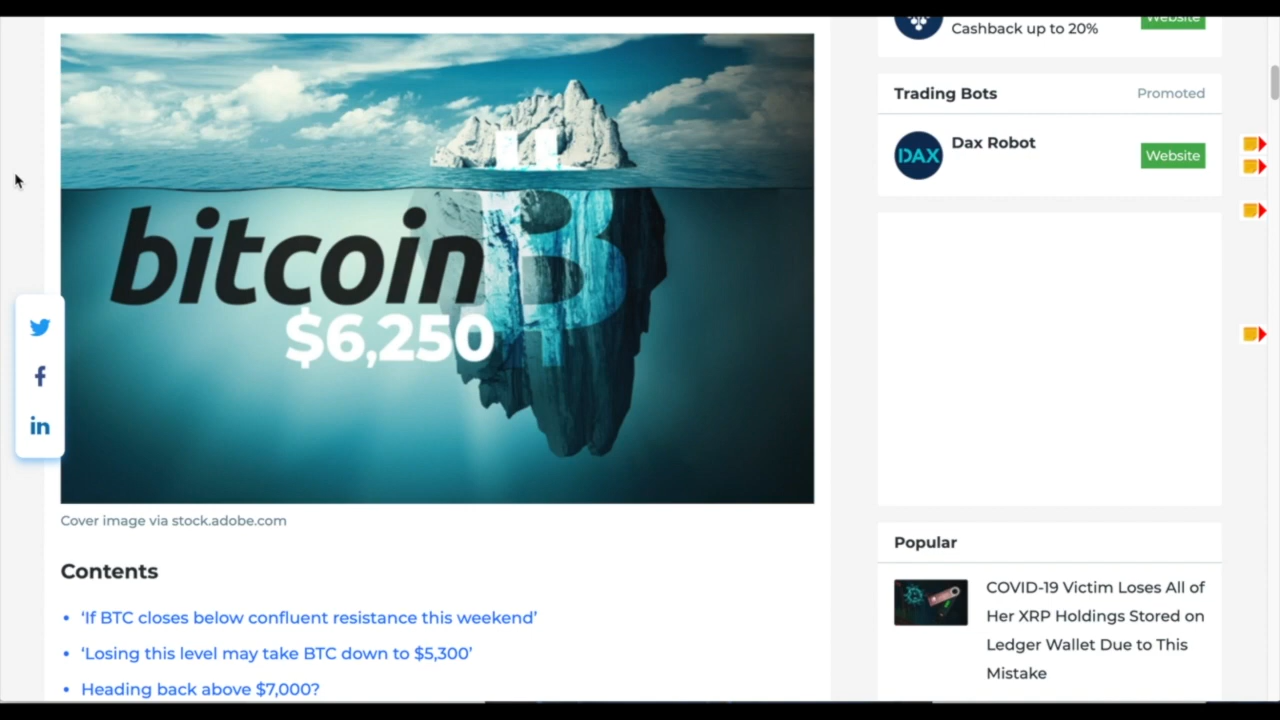 bitcoin
$6,250
Cover image via stock.adobe.com
Contents
• ‘If BTC closes below confluent resistance this weekend’
• ‘Losing this level may take BTC down to $5,300’
• Heading back above $7,000?
Cashback up to 20%
Website
Trading Bots
Promoted
DAX
Dax Robot
Website
Popular
COVID-19 Victim Loses All of
Her XRP Holdings Stored on
Ledger Wallet Due to This
Mistake